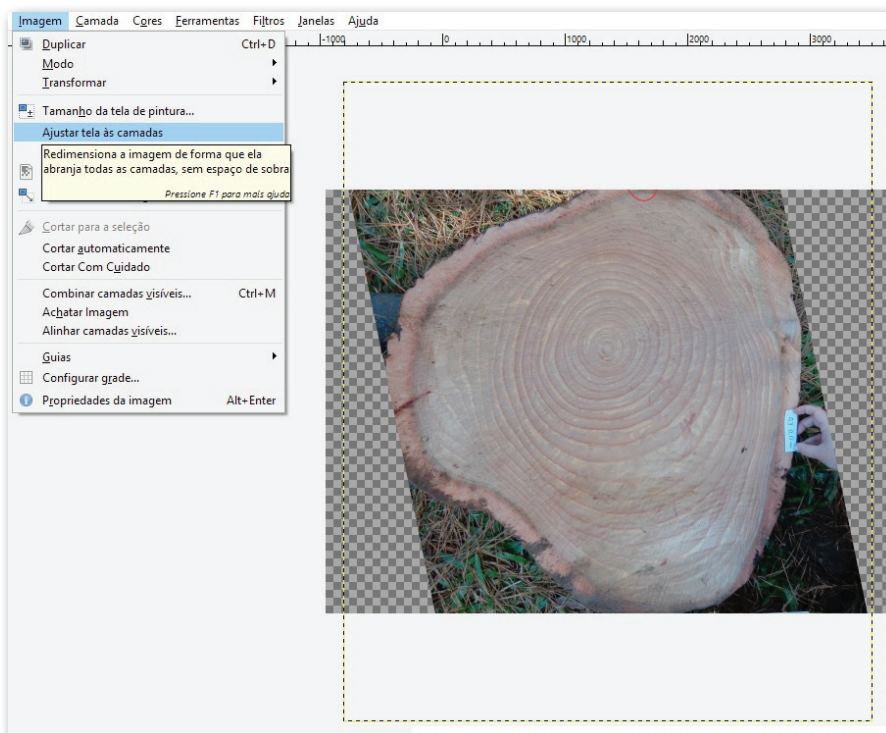 Imagem Camada Cores Ferramentas Filtros Janelas Ajuda
-1000 0 1000 2000 3000
Duplicar Ctrl+D
Modo
Transformar
Tamanho da tela de pintura...
Ajustar tela às camadas
Redimensiona a imagem de forma que ela
abranja todas as camadas, sem espaço de sobra
Pressione F1 para mais ajuda
Cortar para a seleção
Cortar automaticamente
Cortar Com Cuidado
Combinar camadas visíveis... Ctrl+M
Achatar Imagem
Alinhar camadas visíveis...
Guias
Configurar grade...
Propriedades da imagem Alt+Enter